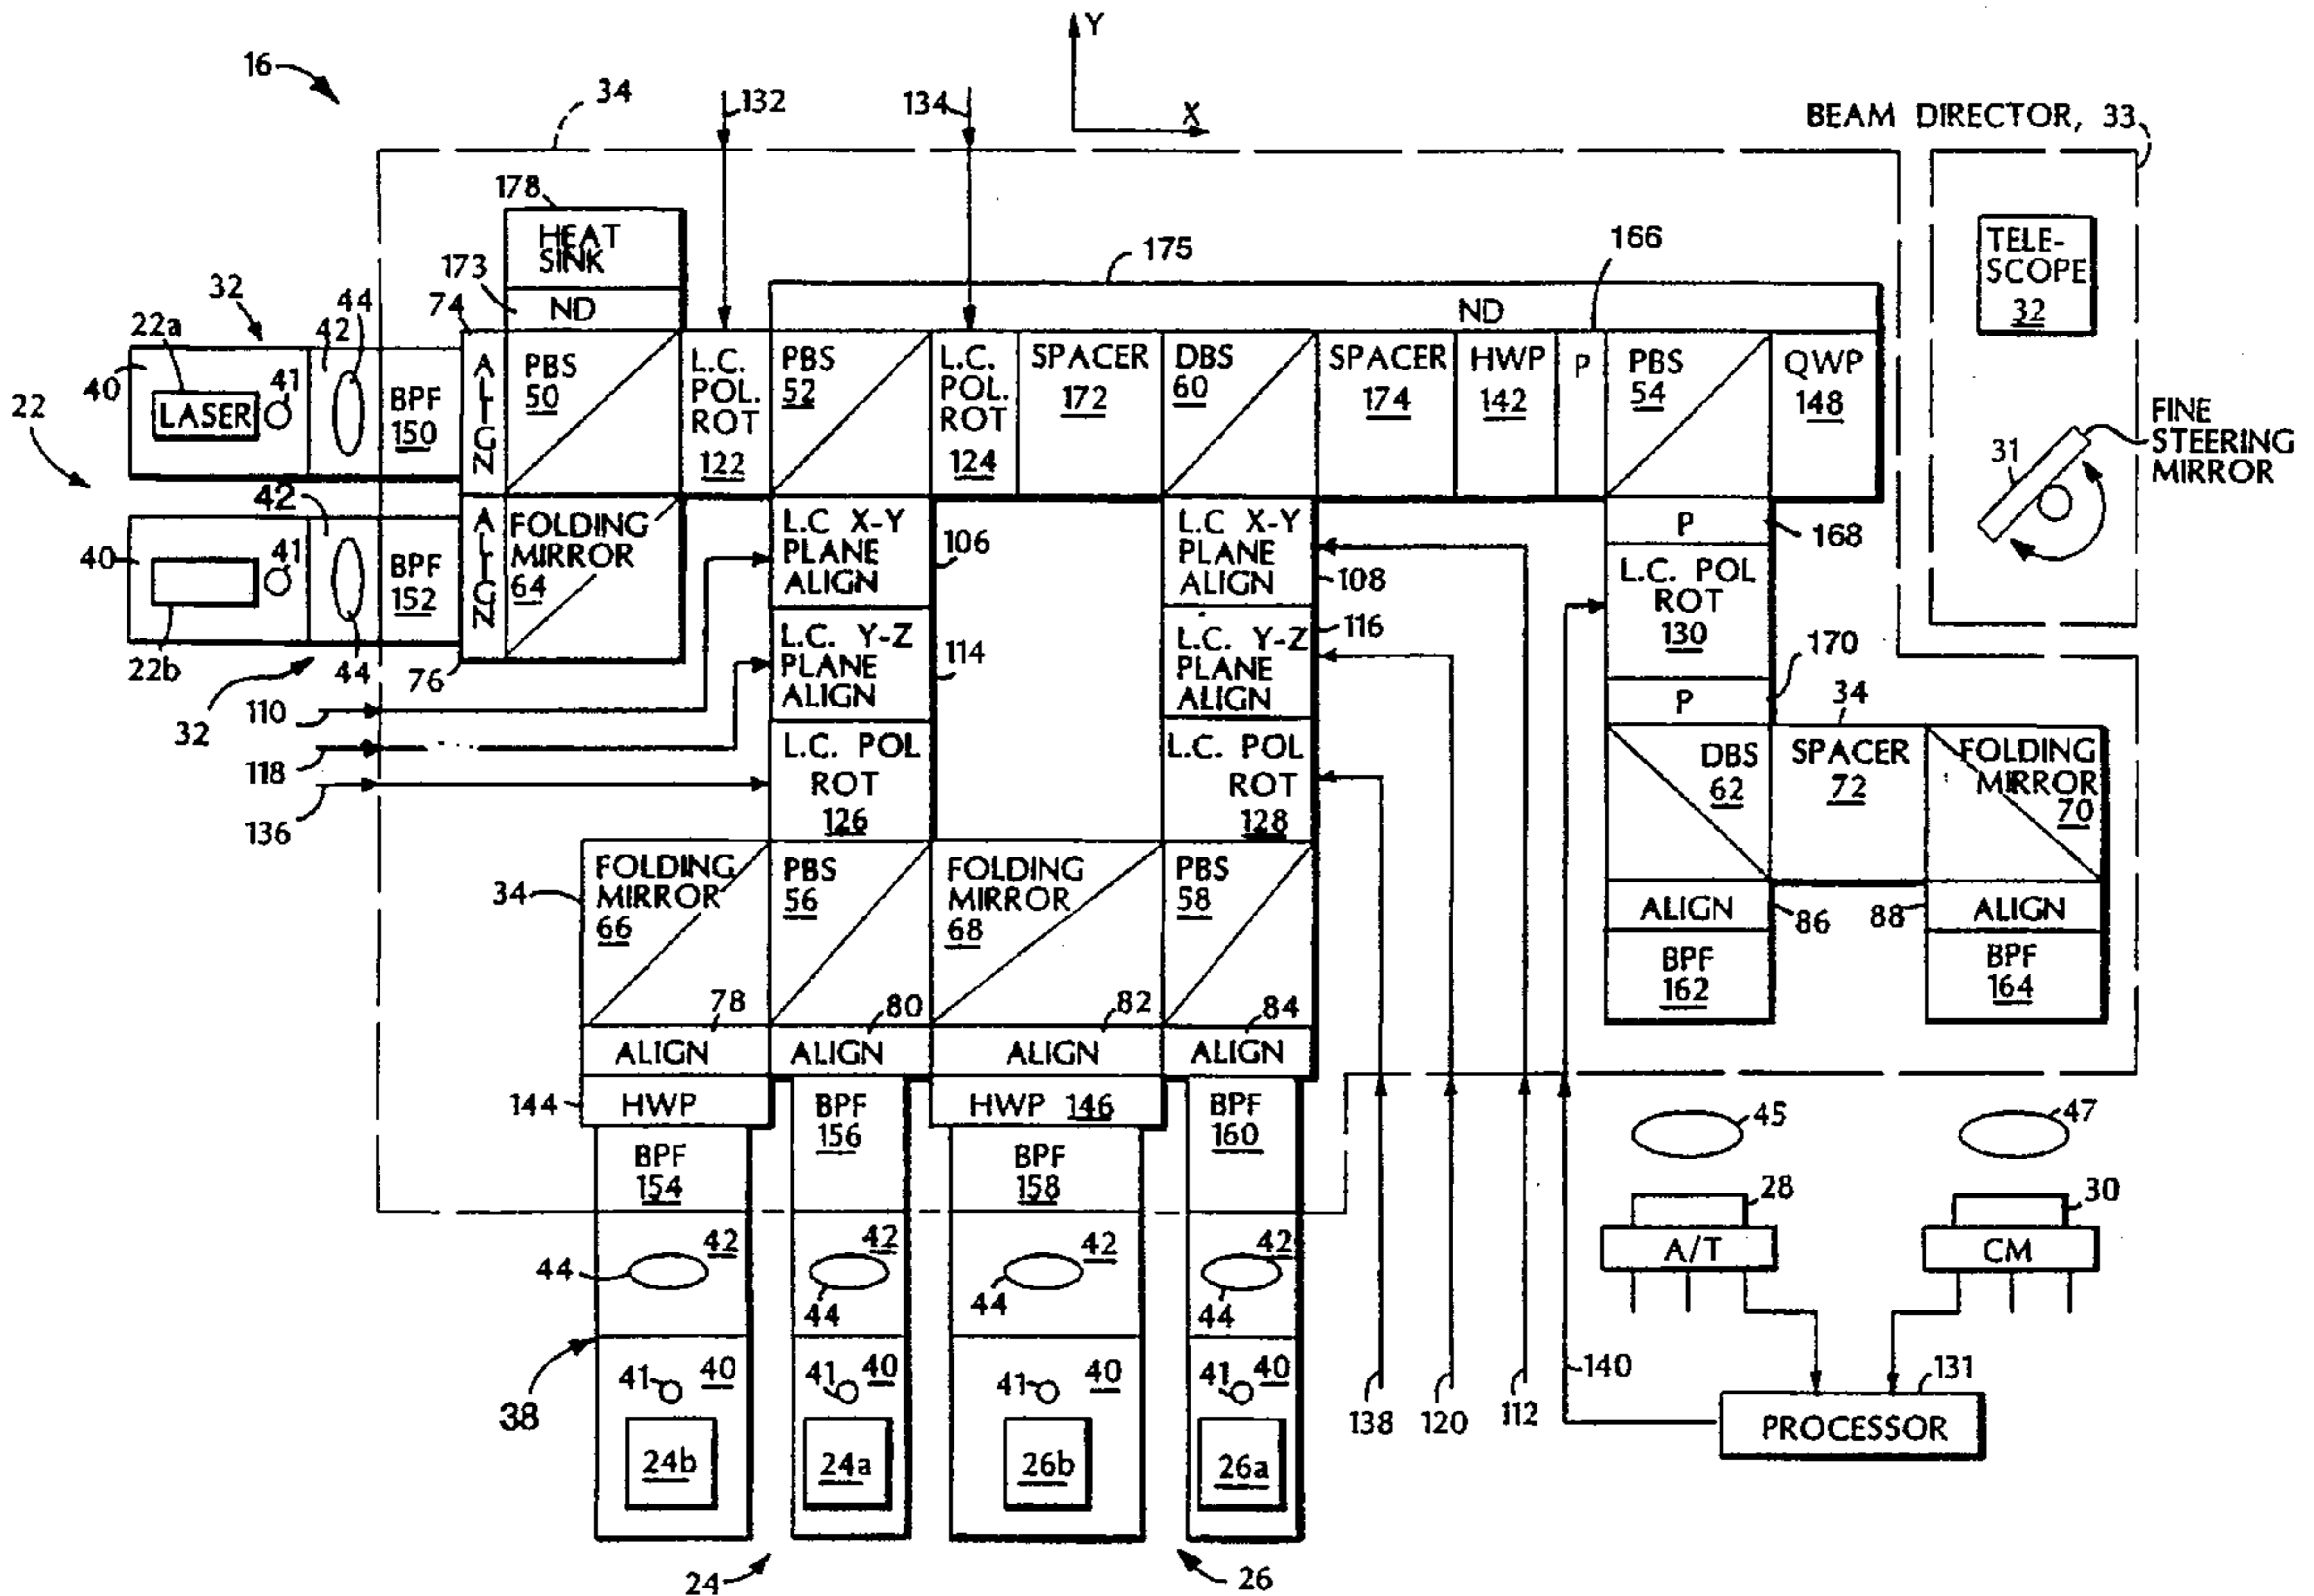 16
34
132
134
Y
X
BEAM DIRECTOR, 33
178
HEAT
SINK
173
ND
74
175
ND
166
TELE-
SCOPE
32
32
22a
42
44
40
LASER
41
BPF
150
ALIGN
PBS
50
L.C.
POL.
ROT
122
PBS
52
L.C.
POL.
ROT
124
SPACER
172
DBS
60
SPACER
174
HWP
142
P
PBS
54
QWP
148
22
FINE
STEERING
MIRROR
31
42
40
41
BPF
152
22b
44
32
ALIGN
FOLDING
MIRROR
64
76
L.C X-Y
PLANE
ALIGN
106
L.C X-Y
PLANE
ALIGN
108
P
168
L.C. POL
ROT
130
L.C. Y-Z
PLANE
ALIGN
114
L.C. Y-Z
PLANE
ALIGN
116
170
P
110
118
136
L.C. POL
ROT
126
L.C. POL
ROT
128
34
DBS
62
SPACER
72
FOLDING
MIRROR
70
34
FOLDING
MIRROR
66
PBS
56
FOLDING
MIRROR
68
PBS
58
ALIGN
86
88
ALIGN
BPF
162
BPF
164
78
80
82
84
ALIGN
ALIGN
ALIGN
ALIGN
144
HWP
BPF
156
HWP 146
BPF
160
BPF
154
BPF
158
45
47
28
30
A/T
CM
44
42
44
42
44
42
44
42
38
41
40
41
40
41
40
41
40
24b
24a
26b
26a
138
120
112
140
131
PROCESSOR
24
26